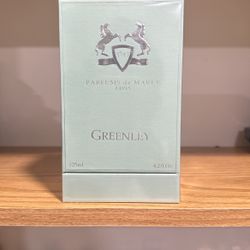 PARFUMS de MARLY
PARIS
GREENLEY
125ml
4.2 fl.oz